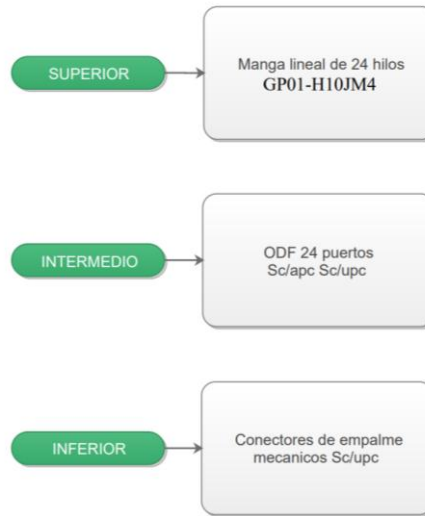 SUPERIOR
Manga lineal de 24 hilos
GP01-H10JM4
INTERMEDIO
ODF 24 puertos
Sc/apc Sc/upc
INFERIOR
Conectores de empalme
mecanicos Sc/upc